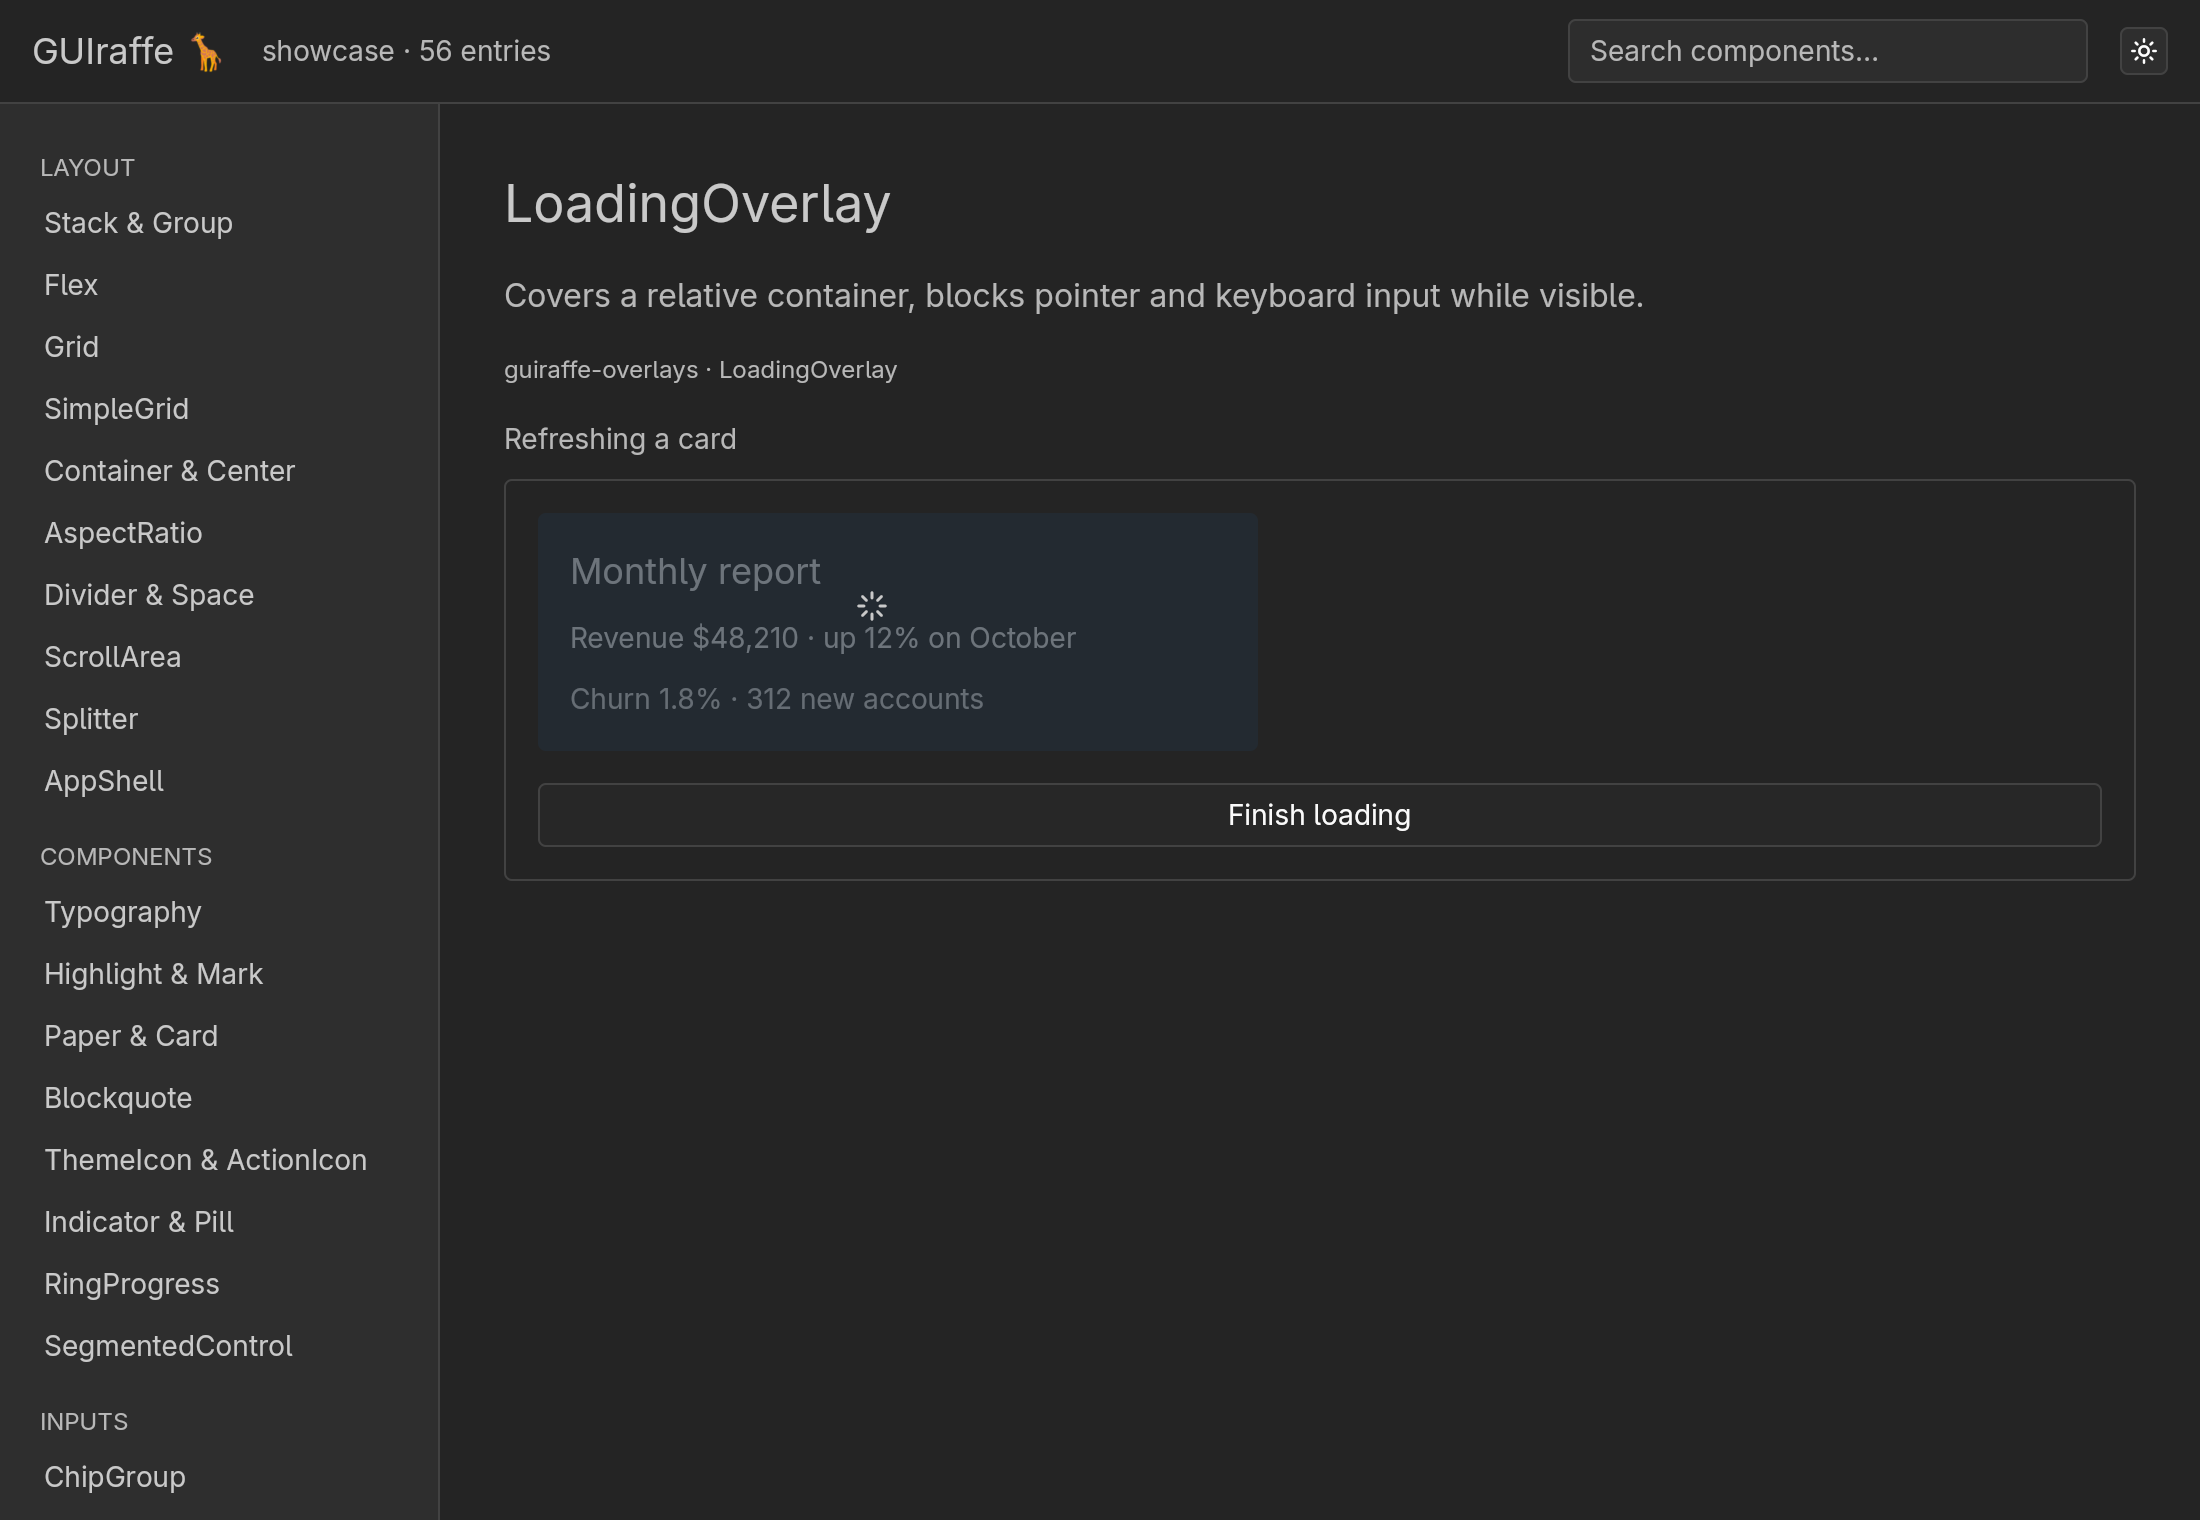 GUIraffe 🦒 showcase · 56 entries
Search components...
LAYOUT
Stack & Group
Flex
Grid
SimpleGrid
Container & Center
AspectRatio
Divider & Space
ScrollArea
Splitter
AppShell
COMPONENTS
Typography
Highlight & Mark
Paper & Card
Blockquote
ThemeIcon & ActionIcon
Indicator & Pill
RingProgress
SegmentedControl
INPUTS
ChipGroup
LoadingOverlay
Covers a relative container, blocks pointer and keyboard input while visible.
guiraffe-overlays · LoadingOverlay
Refreshing a card
Monthly report
Revenue $48,210 · up 12% on October
Churn 1.8% · 312 new accounts
Finish loading